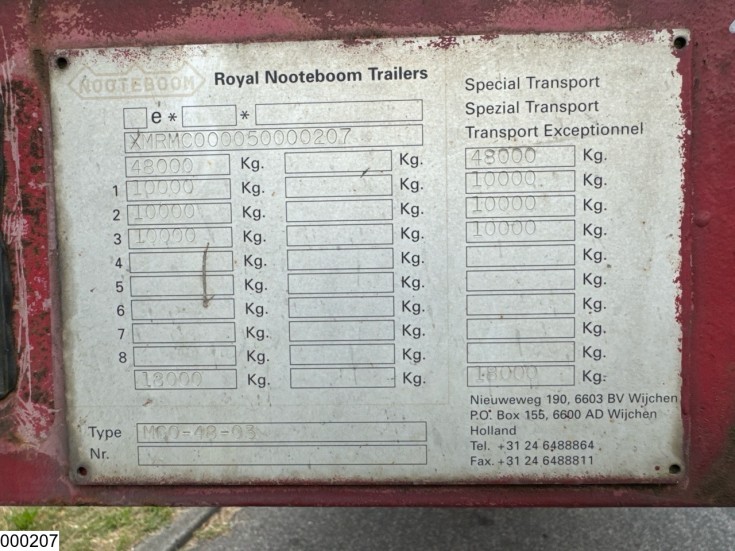 NOOTEBOOM
Royal Nooteboom Trailers
e* *
XMRMC000050000207
48000 Kg. Kg.
1 10000 Kg. Kg.
2 10000 Kg. Kg.
3 10000 Kg. Kg.
4 Kg. Kg.
5 Kg. Kg.
6 Kg. Kg.
7 Kg. Kg.
8 Kg. Kg.
18000 Kg. Kg.
Type MCO-48-03
Nr.
Special Transport
Spezial Transport
Transport Exceptionnel
48000 Kg.
10000 Kg.
10000 Kg.
10000 Kg.
Kg.
Kg.
Kg.
Kg.
Kg.
18000 Kg.
Nieuweweg 190, 6603 BV Wijchen
P.O. Box 155, 6600 AD Wijchen
Holland
Tel. +31 24 6488864
Fax. +31 24 6488811
000207